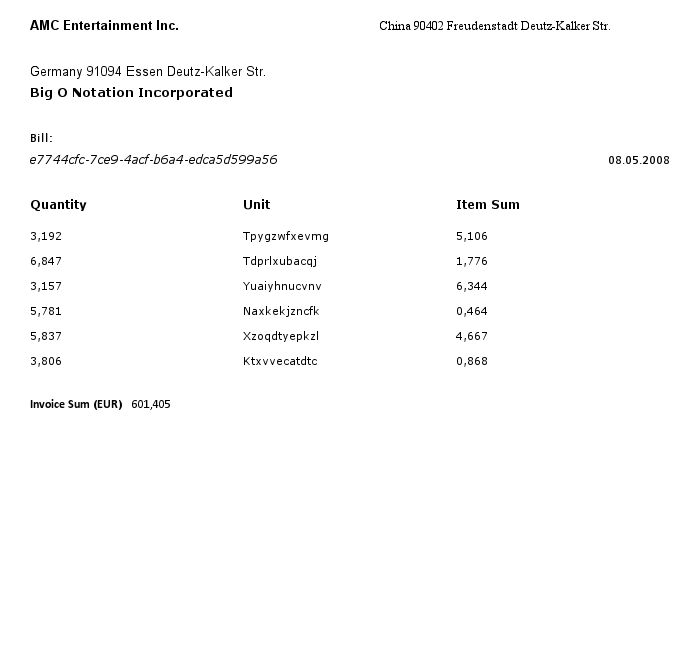 AMC Entertainment Inc. China 90402 Freudenstadt Deutz-Kalker Str.
Germany 91094 Essen Deutz-Kalker Str.
Big O Notation Incorporated
Bill:
e7744cfc-7ce9-4acf-b6a4-edca5d599a56 08.05.2008
Quantity Unit Item Sum
3,192 Tpygzwfxevmg 5,106
6,847 Tdprlxubacqj 1,776
3,157 Yuaiyhnucvnv 6,344
5,781 Naxkekjzncfk 0,464
5,837 Xzoqdtyepkzl 4,667
3,806 Ktxvvecatdtc 0,868
Invoice Sum (EUR) 601,405